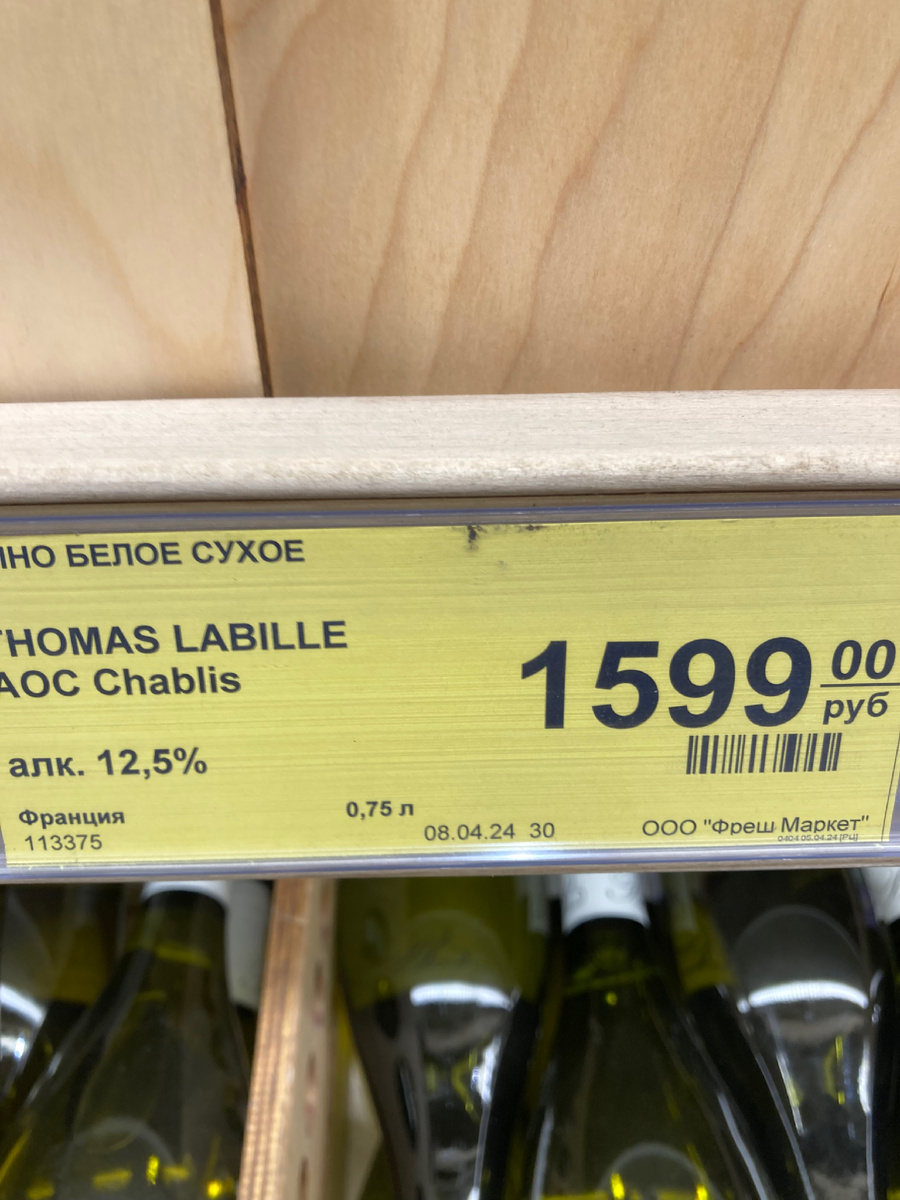 ИНО БЕЛОЕ СУХОЕ
THOMAS LABILLE
AOC Chablis
1599 00
руб
алк. 12,5%
Франция
0,75 л
113375
08.04.24 30
ООО "Фреш Маркет"